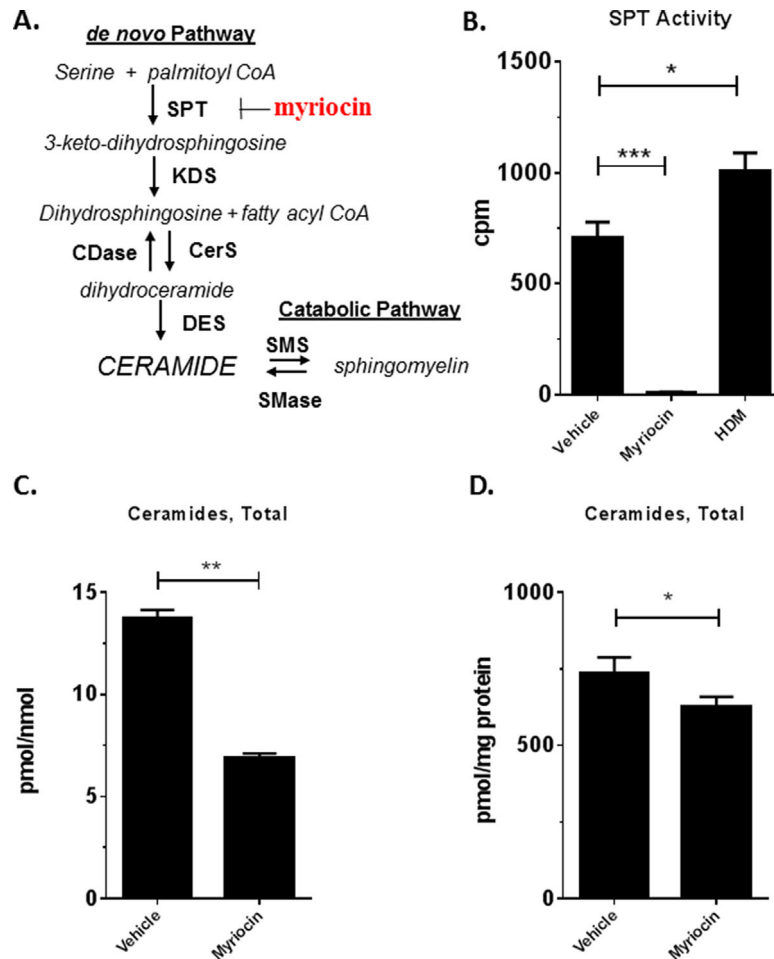 A.
de novo Pathway
Serine + palmitoyl CoA
SPT
myriocin
3-keto-dihydrosphingosine
KDS
Dihydrosphingosine + fatty acyl CoA
CDase
CerS
dihydroceramide
DES
Catabolic Pathway
CERAMIDE
SMS
sphingomyelin
SMase
B.
SPT Activity
1500
1000
500
0
cpm
*
***
Vehicle
Myriocin
HDM
C.
Ceramides, Total
15
10
5
0
pmol/nmol
**
Vehicle
Myriocin
D.
Ceramides, Total
1000
500
0
pmol/mg protein
*
Vehicle
Myriocin